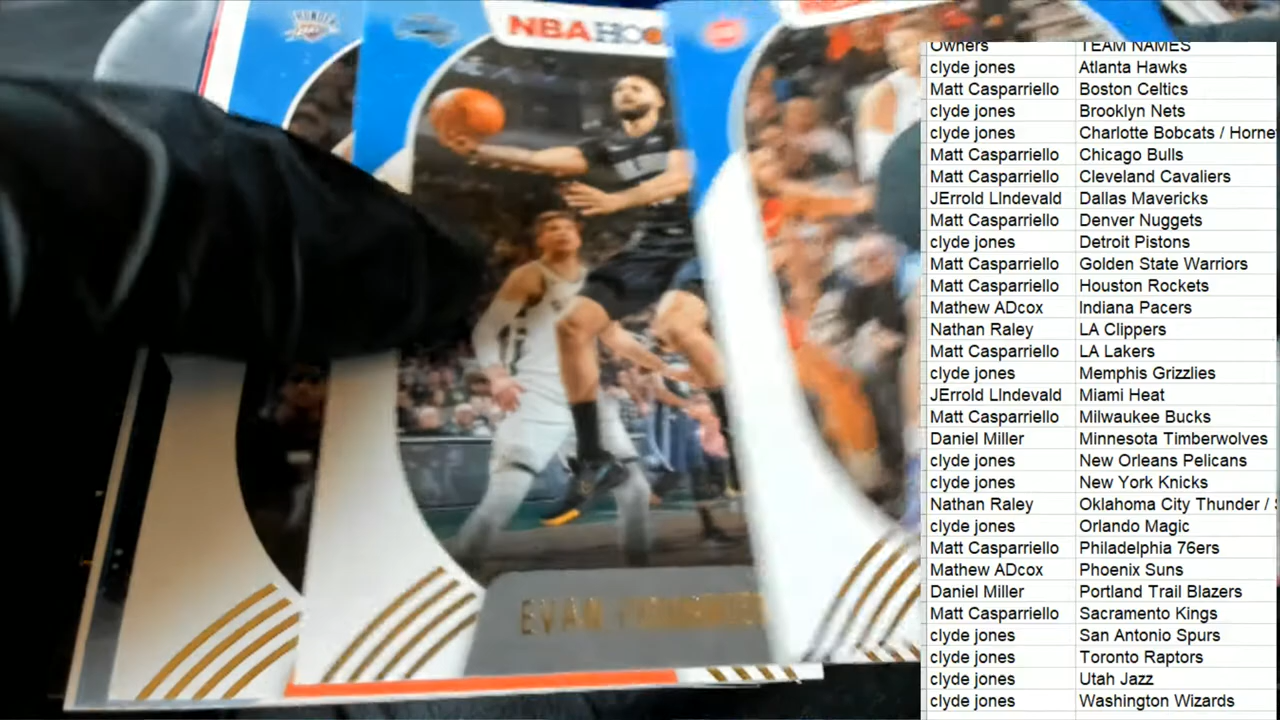 NBA HOO
EVAN
Owners TEAM NAMES
clyde jones Atlanta Hawks
Matt Casparriello Boston Celtics
clyde jones Brooklyn Nets
clyde jones Charlotte Bobcats / Horne
Matt Casparriello Chicago Bulls
Matt Casparriello Cleveland Cavaliers
JErrold LIndevald Dallas Mavericks
Matt Casparriello Denver Nuggets
clyde jones Detroit Pistons
Matt Casparriello Golden State Warriors
Matt Casparriello Houston Rockets
Mathew ADcox Indiana Pacers
Nathan Raley LA Clippers
Matt Casparriello LA Lakers
clyde jones Memphis Grizzlies
JErrold LIndevald Miami Heat
Matt Casparriello Milwaukee Bucks
Daniel Miller Minnesota Timberwolves
clyde jones New Orleans Pelicans
clyde jones New York Knicks
Nathan Raley Oklahoma City Thunder /
clyde jones Orlando Magic
Matt Casparriello Philadelphia 76ers
Mathew ADcox Phoenix Suns
Daniel Miller Portland Trail Blazers
Matt Casparriello Sacramento Kings
clyde jones San Antonio Spurs
clyde jones Toronto Raptors
clyde jones Utah Jazz
clyde jones Washington Wizards